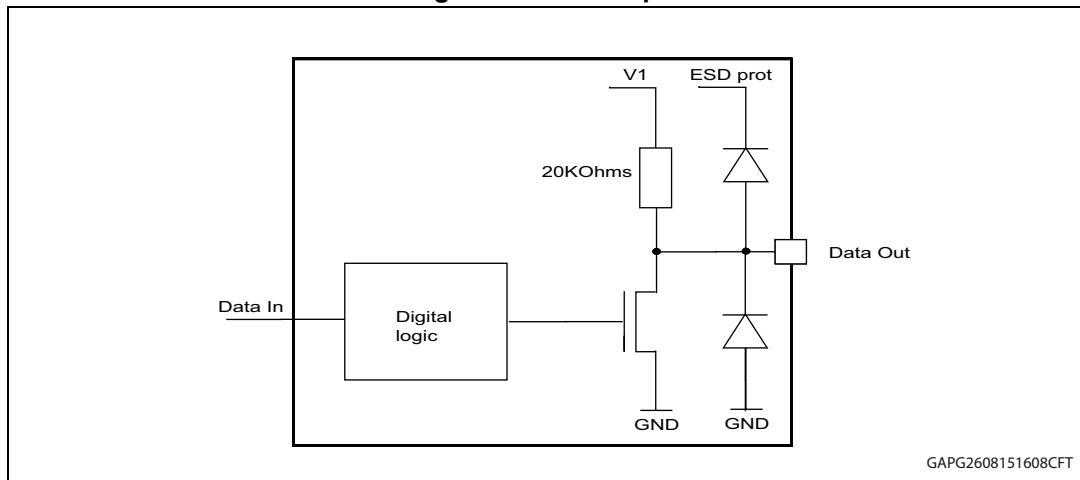 V1
ESD prot
20KOhms
Data Out
Data In
Digital
logic
GND
GND
GAPG2608151608CFT